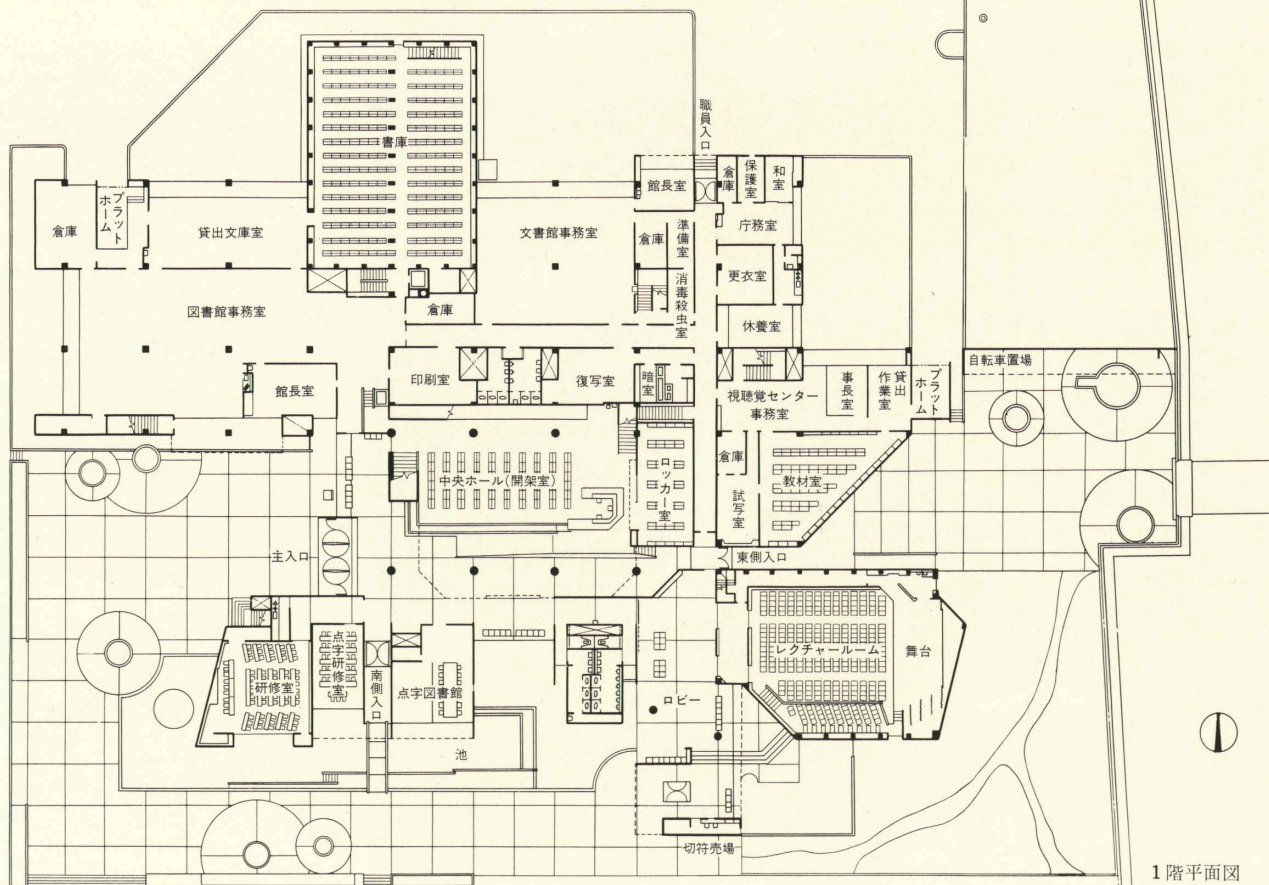 職員入口
書庫
館長室
倉庫
保護室
和室
倉庫
プラットホーム
貸出文庫室
文書館事務室
倉庫
準備室
庁務室
更衣室
消毒殺虫室
図書館事務室
倉庫
休養室
自転車置場
館長室
印刷室
復写室
暗室
視聴覚センター
事務室
事長室
貸出作業室
プラットホーム
中央ホール(開架室)
ロッカー室
倉庫
試写室
教材室
主入口
東側入口
研修室
点字研修室
南側入口
点字図書館
ロビー
レクチャールーム
舞台
池
切符売場
1階平面図